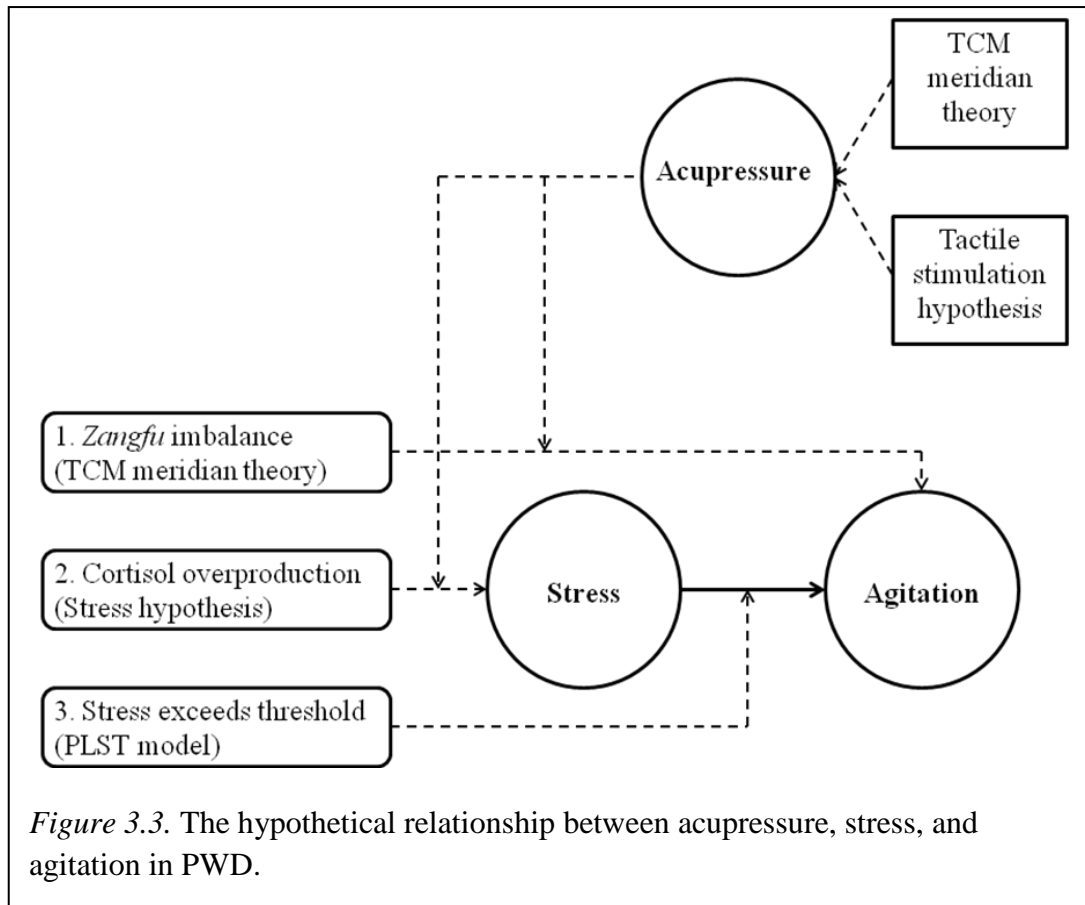 TCM
meridian
theory
Acupressure
Tactile
stimulation
hypothesis
1. Zangfu imbalance
(TCM meridian theory)
2. Cortisol overproduction
(Stress hypothesis)
Stress
Agitation
3. Stress exceeds threshold
(PLST model)
Figure 3.3. The hypothetical relationship between acupressure, stress, and
agitation in PWD.